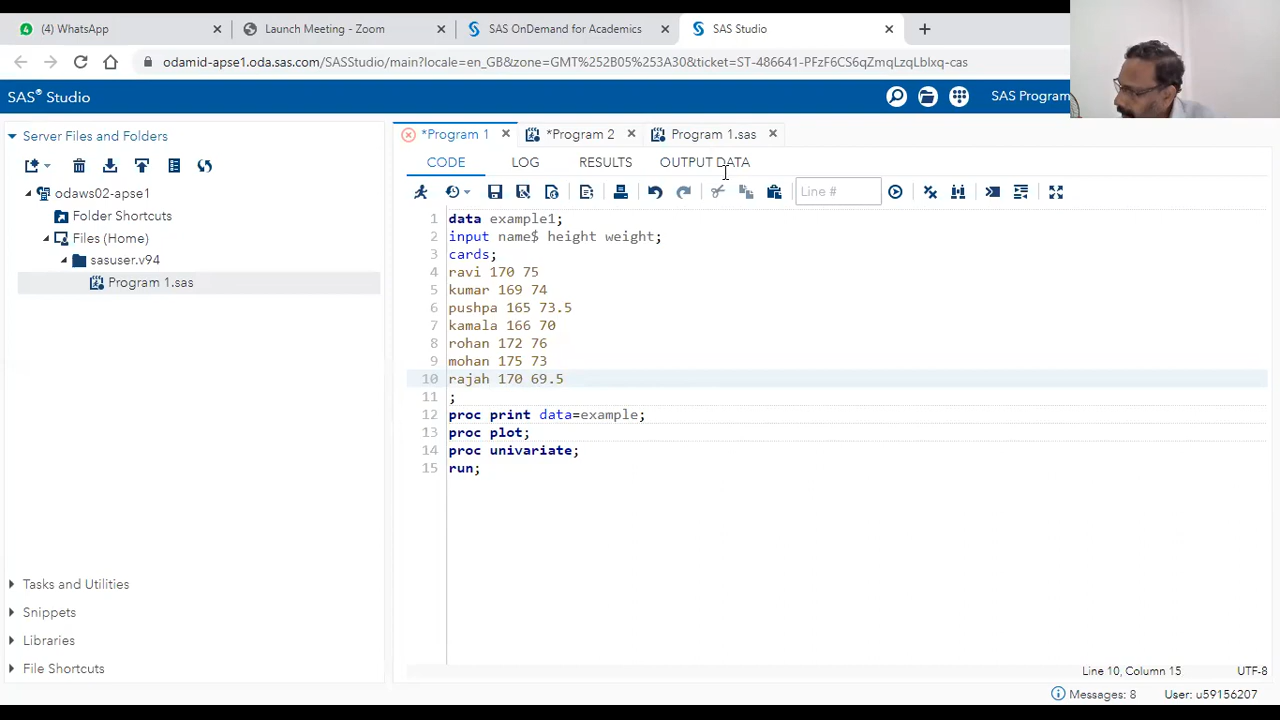 (4) WhatsApp
Launch Meeting - Zoom
SAS OnDemand for Academics
SAS Studio
odamid-apse1.oda.sas.com/SASStudio/main?locale=en_GB&zone=GMT%252B05%253A30&ticket=ST-486641-PFzF6CS6qZmqLzqLblxq-cas
SAS® Studio
SAS Program
Server Files and Folders
odaws02-apse1
Folder Shortcuts
Files (Home)
sasuser.v94
Program 1.sas
Tasks and Utilities
Snippets
Libraries
File Shortcuts
*Program 1
*Program 2
Program 1.sas
CODE LOG RESULTS OUTPUT DATA
Line #
1 data example1;
2 input name$ height weight;
3 cards;
4 ravi 170 75
5 kumar 169 74
6 pushpa 165 73.5
7 kamala 166 70
8 rohan 172 76
9 mohan 175 73
10 rajah 170 69.5
11 ;
12 proc print data=example;
13 proc plot;
14 proc univariate;
15 run;
Line 10, Column 15
UTF-8
Messages: 8
User: u59156207